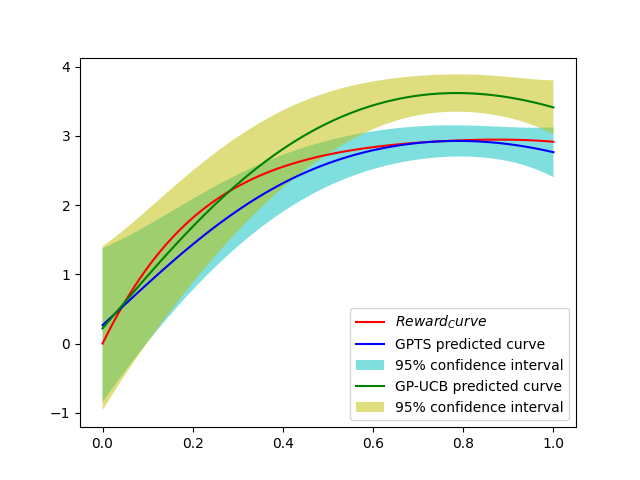 4
3
2
1
0
−1
0.0 0.2 0.4 0.6 0.8 1.0
Reward_Curve
GPTS predicted curve
95% confidence interval
GP-UCB predicted curve
95% confidence interval